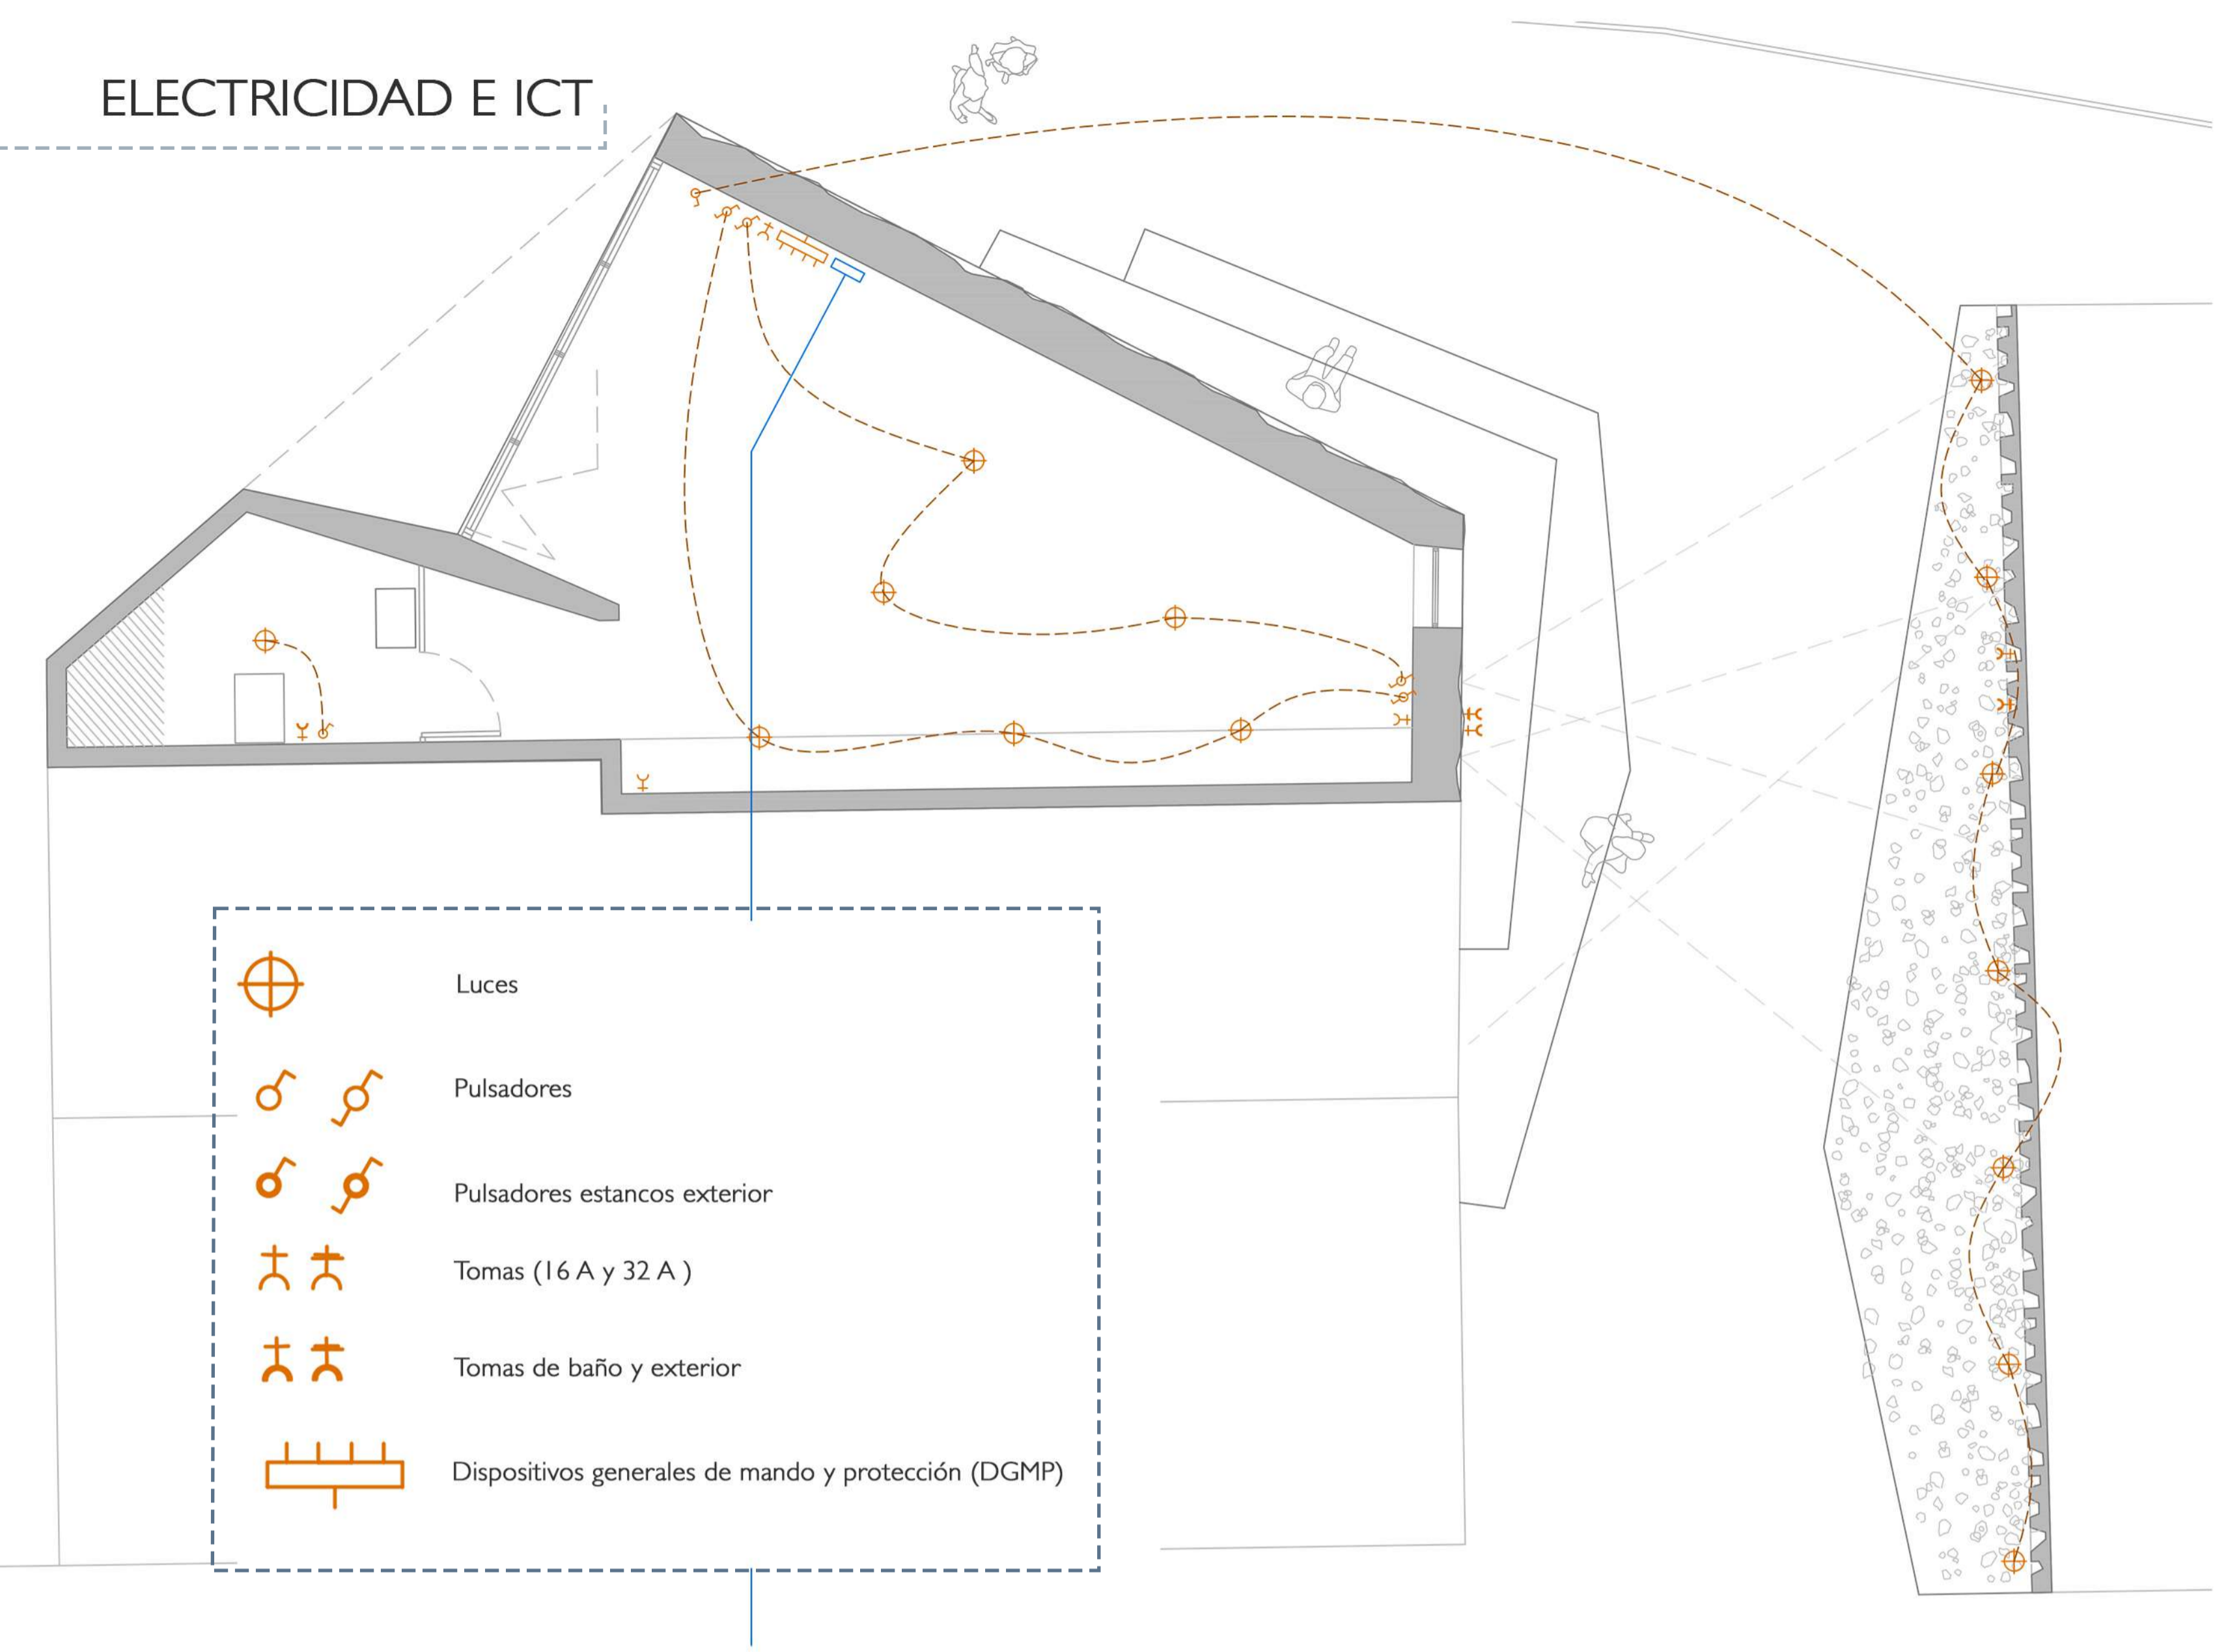 ELECTRICIDAD E ICT
Luces
Pulsadores
Pulsadores estancos exterior
Tomas (16 A y 32 A )
Tomas de baño y exterior
Dispositivos generales de mando y protección (DGMP)